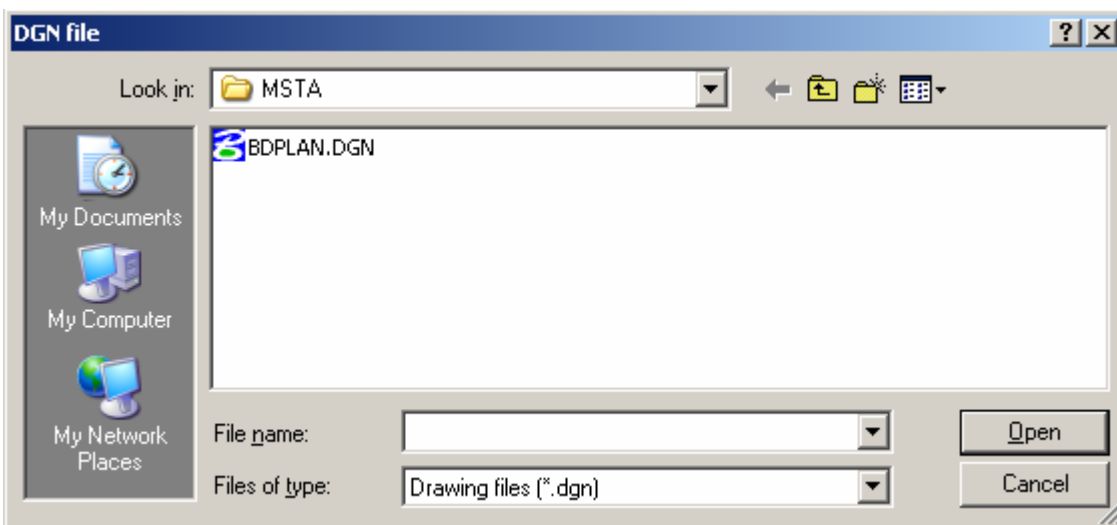 DGN file
Look in:
MSTA
BDPLAN.DGN
My Documents
My Computer
My Network
Places
File name:
Open
Files of type:
Drawing files (*.dgn)
Cancel